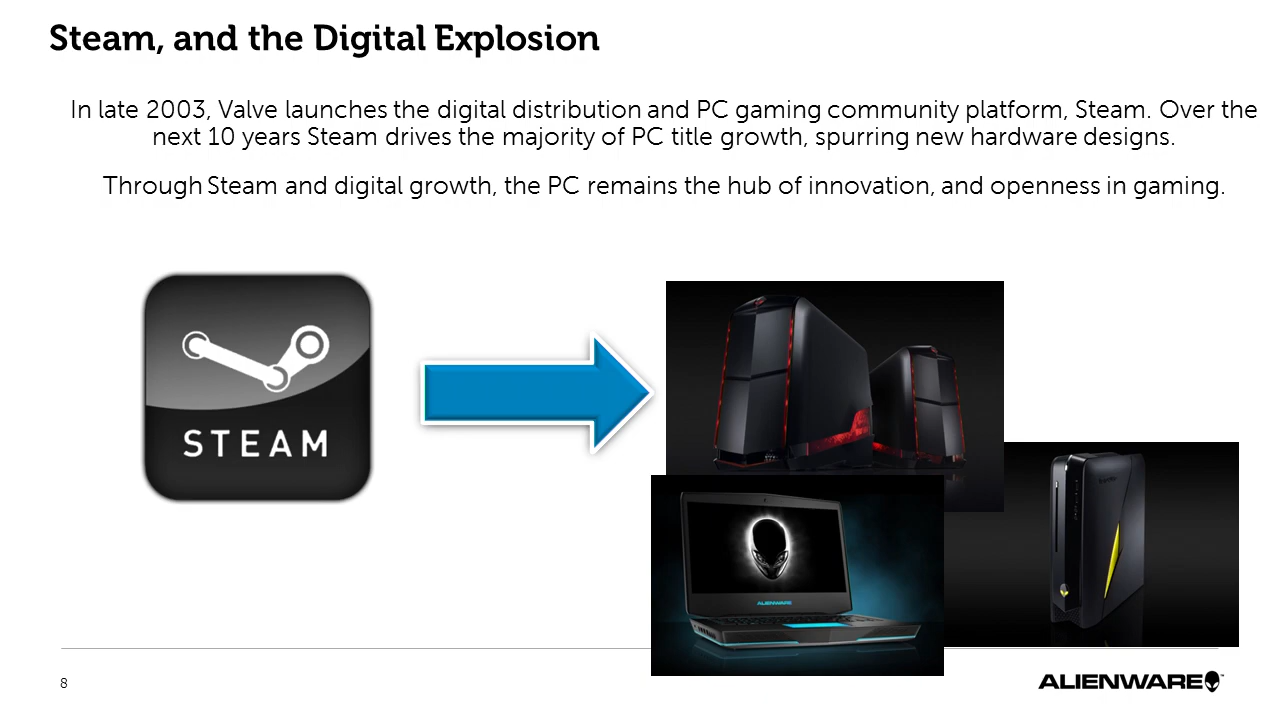 Steam, and the Digital Explosion
In late 2003, Valve launches the digital distribution and PC gaming community platform, Steam. Over the
next 10 years Steam drives the majority of PC title growth, spurring new hardware designs.
Through Steam and digital growth, the PC remains the hub of innovation, and openness in gaming.
STEAM
ALIENWARE
8
ALIENWARE